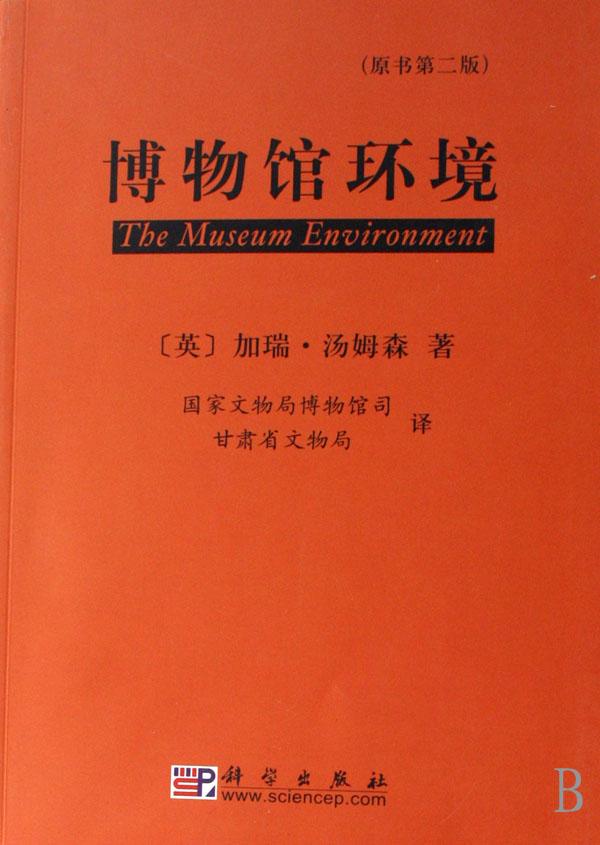 (原书第二版)
博物馆环境
The Museum Environment
〔英〕加瑞·汤姆森 著
国家文物局博物馆司
甘肃省文物局
译
科学出版社
www.sciencep.com
B